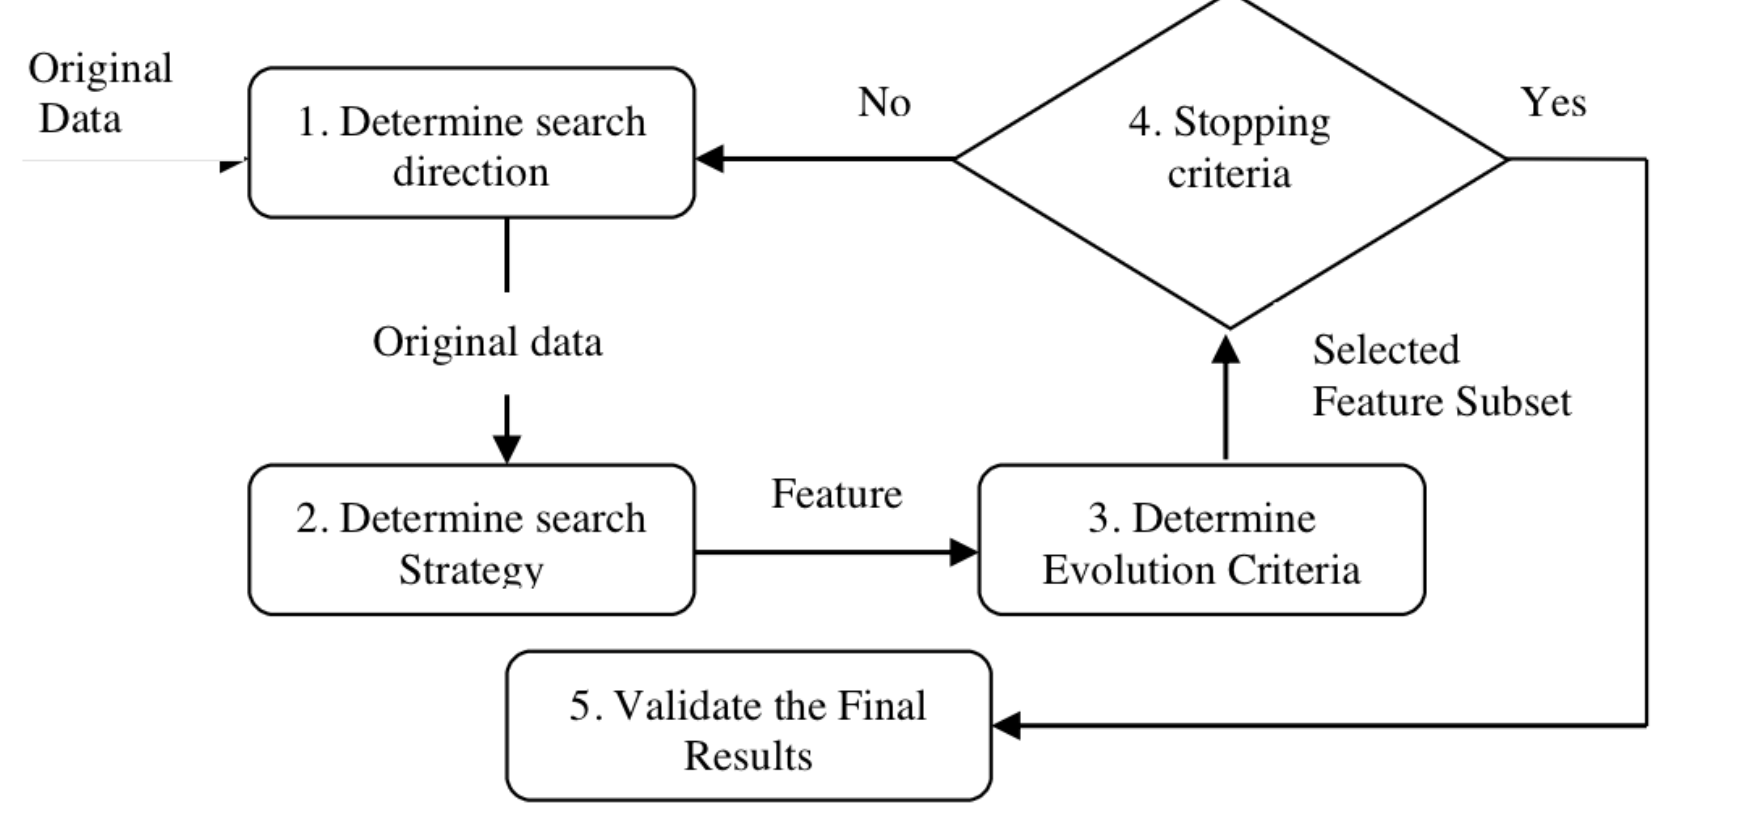 Original
Data
1. Determine search
direction
No
4. Stopping
criteria
Yes
Original data
Selected
Feature Subset
2. Determine search
Strategy
Feature
3. Determine
Evolution Criteria
5. Validate the Final
Results